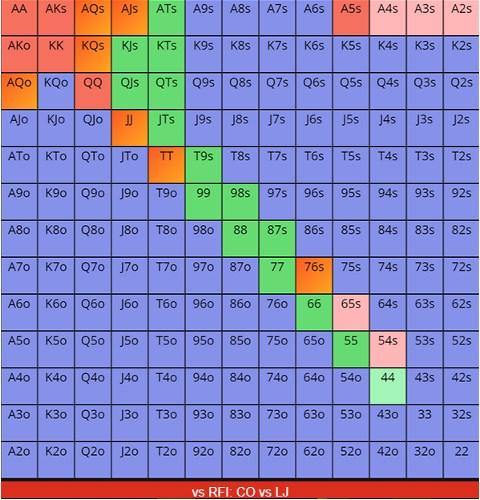 AA AKs AQs AJs ATs A9s A8s A7s A6s A5s A4s A3s A2s
AKo KK KQs KJs KTs K9s K8s K7s K6s K5s K4s K3s K2s
AQo KQo QQ QJs QTs Q9s Q8s Q7s Q6s Q5s Q4s Q3s Q2s
AJo KJo QJo JJ JTs J9s J8s J7s J6s J5s J4s J3s J2s
ATo KTo QTo JTo TT T9s T8s T7s T6s T5s T4s T3s T2s
A9o K9o Q9o J9o T9o 99 98s 97s 96s 95s 94s 93s 92s
A8o K8o Q8o J8o T8o 98o 88 87s 86s 85s 84s 83s 82s
A7o K7o Q7o J7o T7o 97o 87o 77 76s 75s 74s 73s 72s
A6o K6o Q6o J6o T6o 96o 86o 76o 66 65s 64s 63s 62s
A5o K5o Q5o J5o T5o 95o 85o 75o 65o 55 54s 53s 52s
A4o K4o Q4o J4o T4o 94o 84o 74o 64o 54o 44 43s 42s
A3o K3o Q3o J3o T3o 93o 83o 73o 63o 53o 43o 33 32s
A2o K2o Q2o J2o T2o 92o 82o 72o 62o 52o 42o 32o 22
vs RFI: CO vs LJ